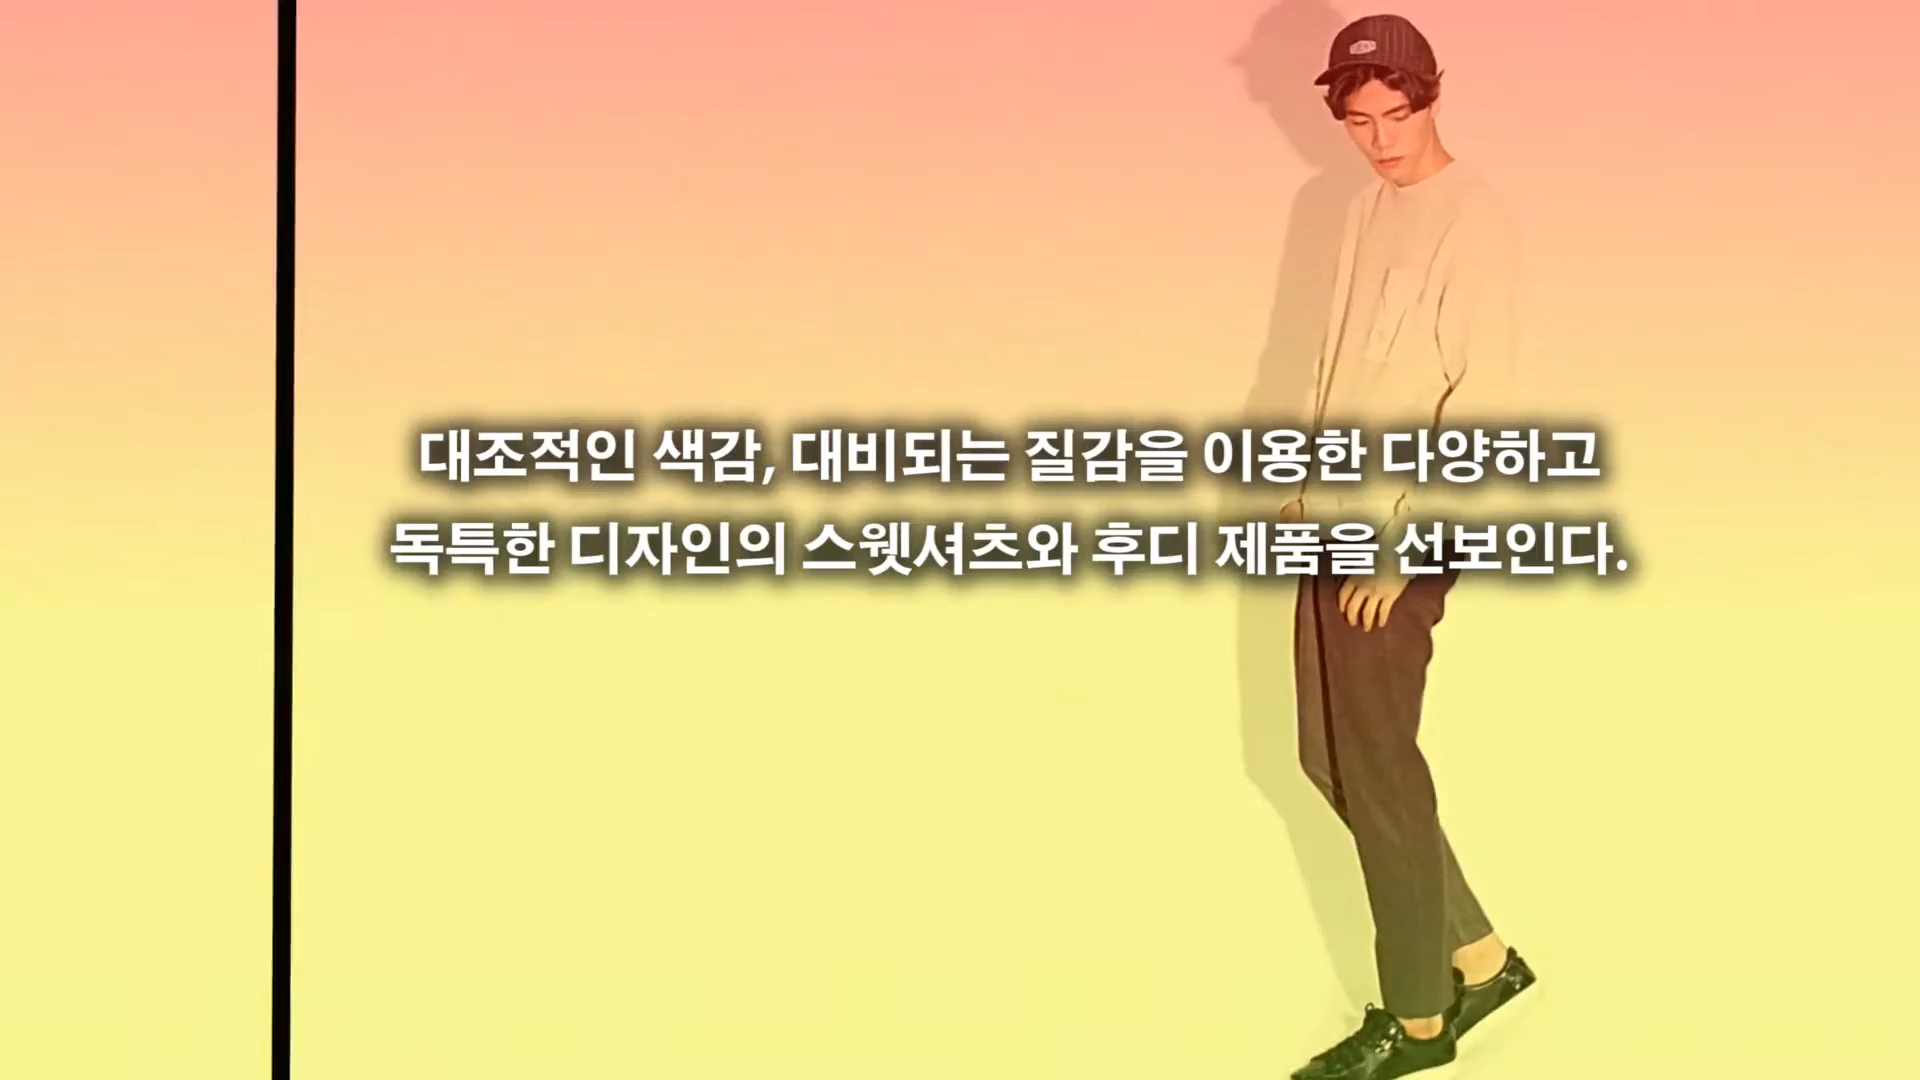 대조적인 색감, 대비되는 질감을 이용한 다양하고
독특한 디자인의 스웻셔츠와 후디 제품을 선보인다.